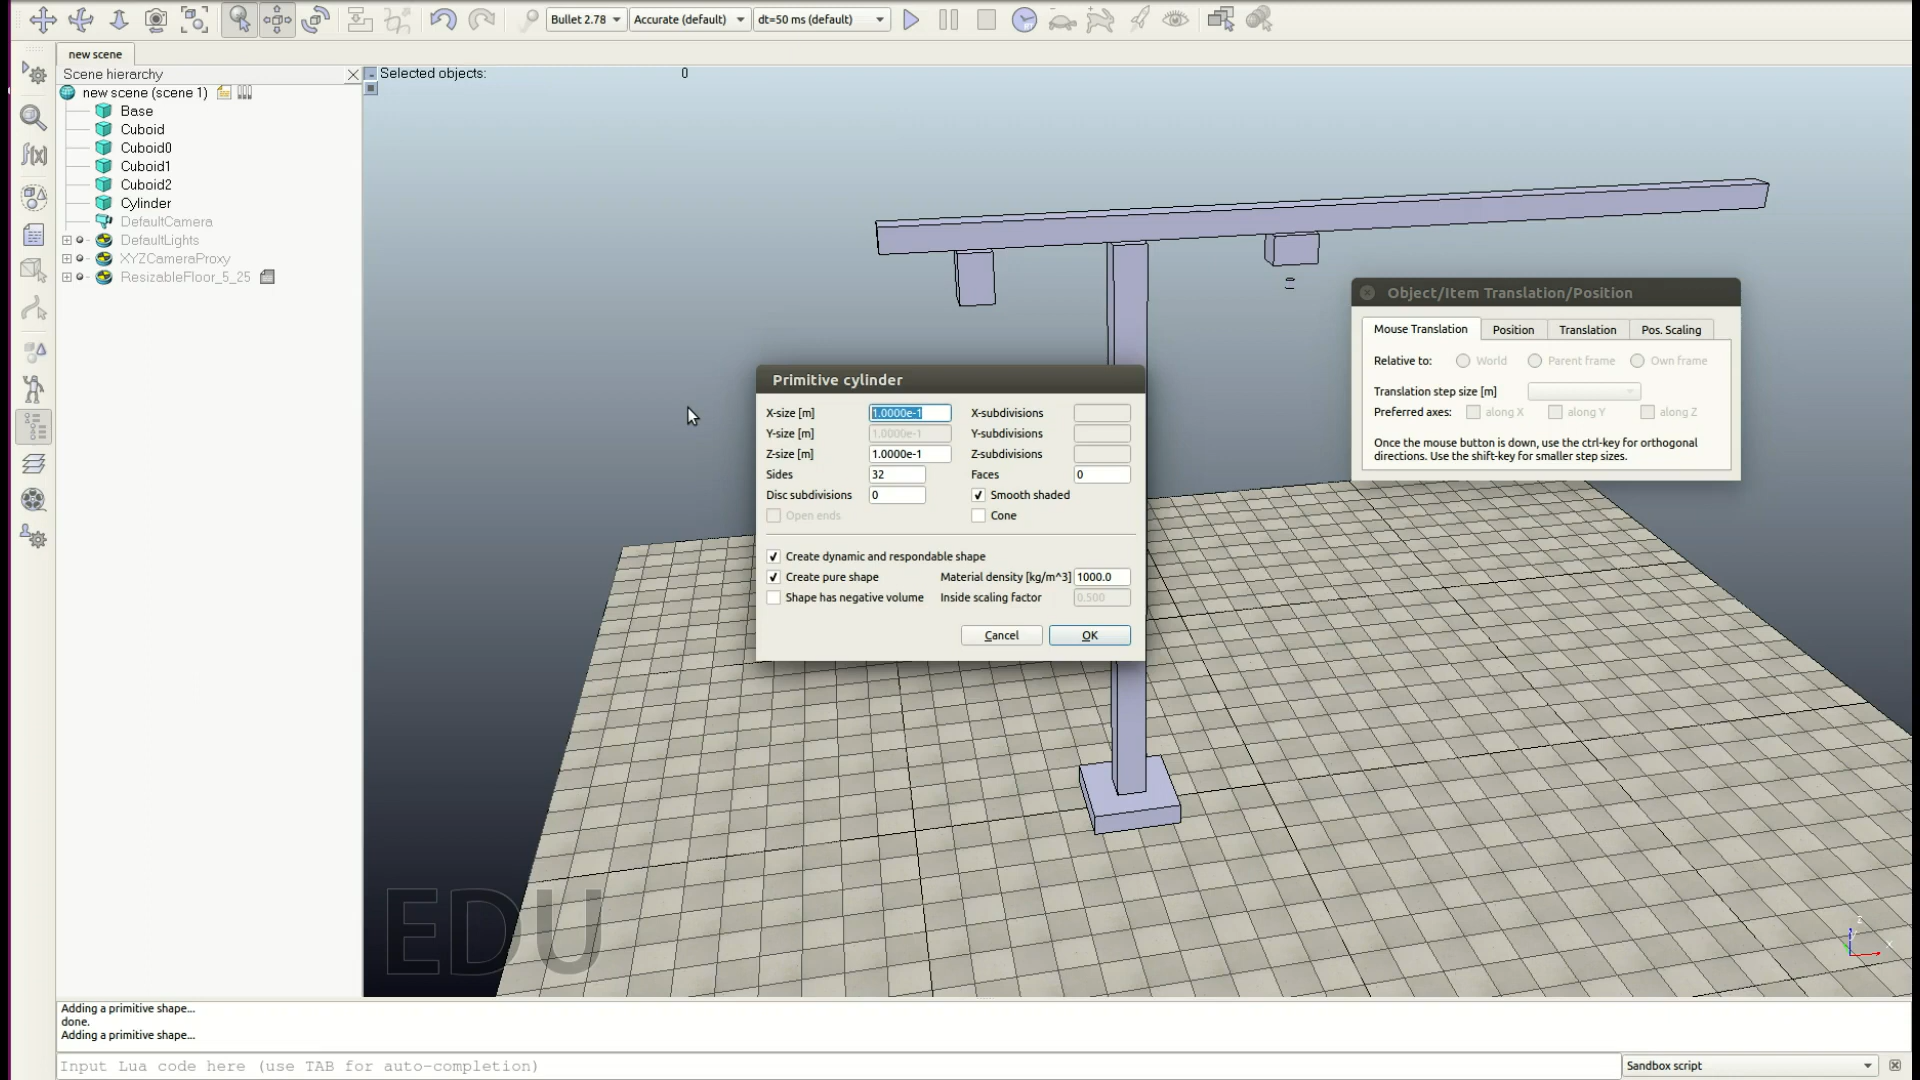 Bullet 2.78
Accurate (default)
dt=50 ms (default)
new scene
Scene hierarchy
Selected objects:
0
new scene (scene 1)
Base
Cuboid
Cuboid0
Cuboid1
Cuboid2
Cylinder
DefaultCamera
DefaultLights
XYZCameraProxy
ResizableFloor_5_25
Object/Item Translation/Position
Mouse Translation
Position
Translation
Pos. Scaling
Relative to:
World
Parent frame
Own frame
Translation step size [m]
Preferred axes:
along X
along Y
along Z
Once the mouse button is down, use the ctrl-key for orthogonal
directions. Use the shift-key for smaller step sizes.
Primitive cylinder
X-size [m]
1.0000e-1
X-subdivisions
Y-size [m]
1.0000e-1
Y-subdivisions
Z-size [m]
1.0000e-1
Z-subdivisions
Sides
32
Faces
0
Disc subdivisions
0
Smooth shaded
Open ends
Cone
Create dynamic and respondable shape
Create pure shape
Material density [kg/m^3]
1000.0
Shape has negative volume
Inside scaling factor
0.500
Cancel
OK
EDU
Adding a primitive shape...
done.
Adding a primitive shape...
Input Lua code here (use TAB for auto-completion)
Sandbox script